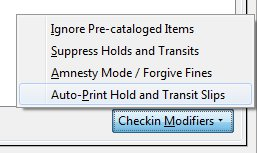 Ignore Pre-cataloged Items
Suppress Holds and Transits
Amnesty Mode / Forgive Fines
Auto-Print Hold and Transit Slips
Checkin Modifiers